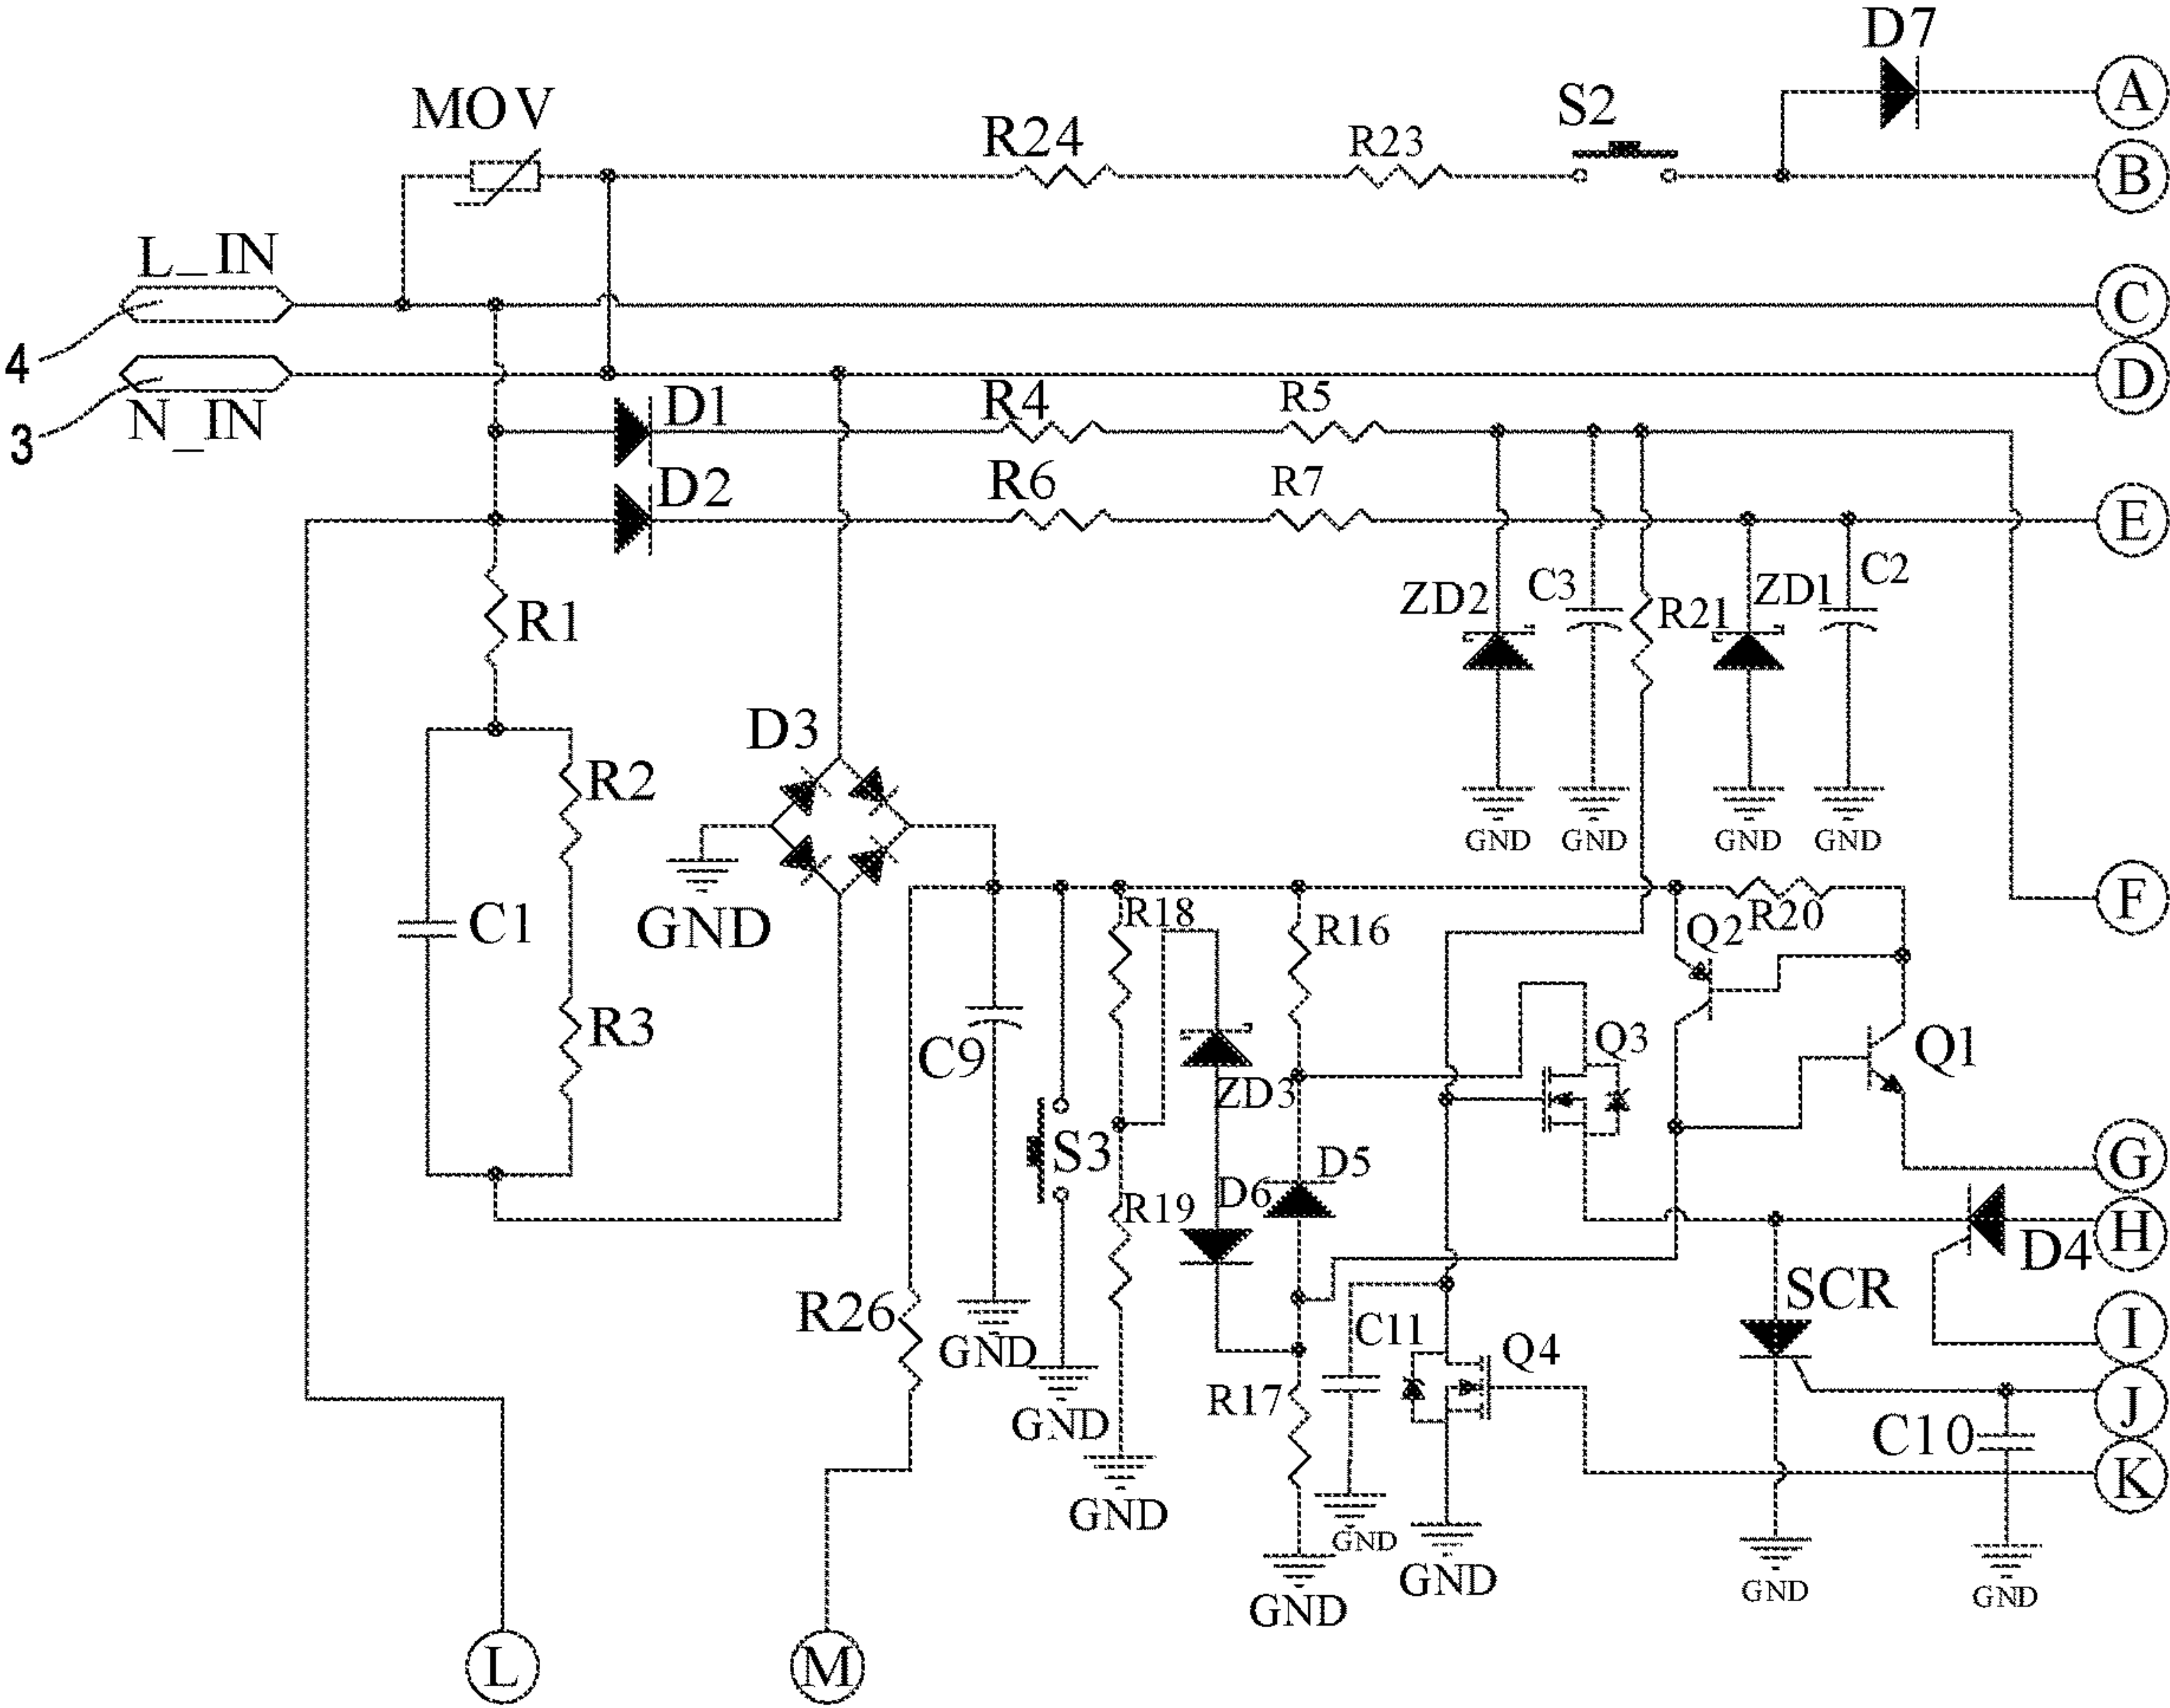 D7
A
S2
MOV
R24
R23
B
L_IN
C
4
D
N_IN
3
D1
R4
R5
D2
R6
R7
E
ZD2
C3
R21
ZD1
C2
R1
D3
R2
GND
GND
GND
GND
F
C1
GND
R18
R16
Q2
R20
R3
C9
ZD3
Q3
Q1
S3
D5
G
D6
R19
H
D4
R26
SCR
I
GND
C11
Q4
R17
J
GND
C10
K
GND
GND
GND
GND
GND
GND
L
M